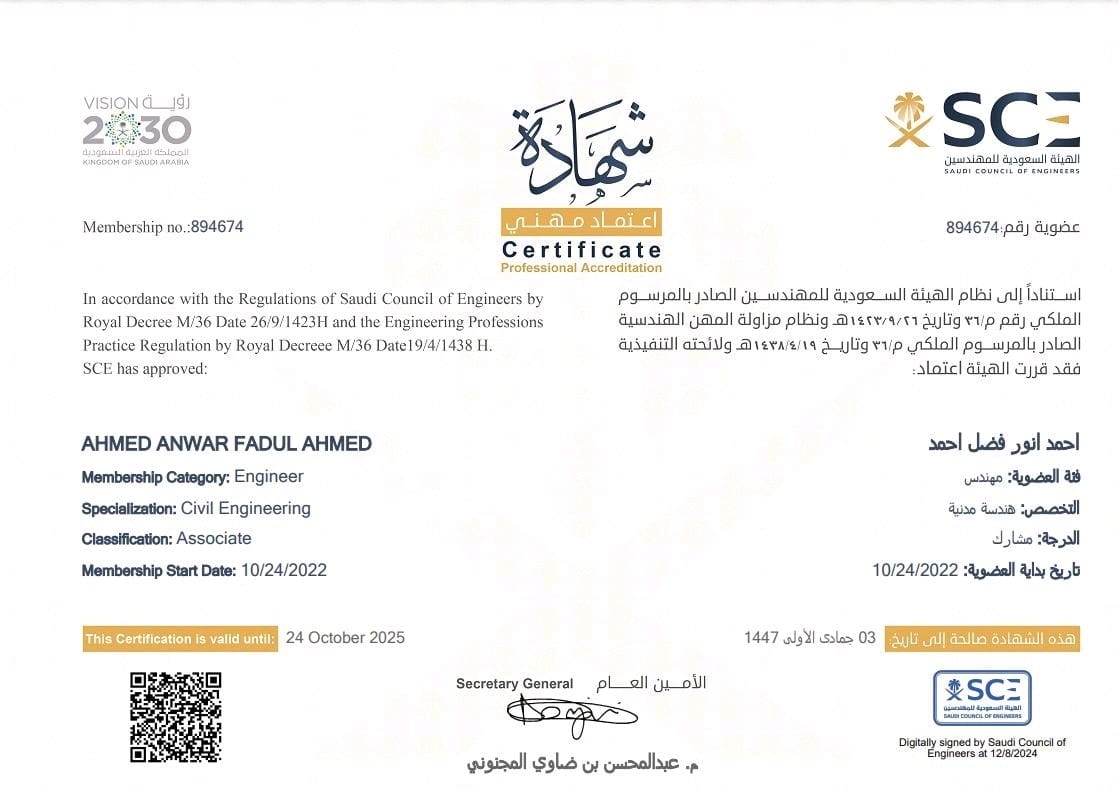 VISION رؤيـــة
2030
المملكة العربية السعودية
KINGDOM OF SAUDI ARABIA
شهادة
اعتماد مهني
Certificate
Professional Accreditation
SCE
الهيئة السعودية للمهندسين
SAUDI COUNCIL OF ENGINEERS
Membership no.:894674
عضوية رقم:894674
In accordance with the Regulations of Saudi Council of Engineers by
Royal Decree M/36 Date 26/9/1423H and the Engineering Professions
Practice Regulation by Royal Decreee M/36 Date19/4/1438 H.
SCE has approved:
استناداً إلى نظام الهيئة السعودية للمهندسين الصادر بالمرسوم
الملكي رقم م/٣٦ وتاريخ ١٤٢٣/٩/٢٦هـ ونظام مزاولة المهن الهندسية
الصادر بالمرسوم الملكي م/٣٦ وتاريخ ١٤٣٨/٤/١٩هـ ولائحته التنفيذية
فقد قررت الهيئة اعتماد:
AHMED ANWAR FADUL AHMED
Membership Category: Engineer
Specialization: Civil Engineering
Classification: Associate
Membership Start Date: 10/24/2022
احمد انور فضل احمد
فئة العضوية: مهندس
التخصص: هندسة مدنية
الدرجة: مشارك
تاريخ بداية العضوية: 10/24/2022
This Certification is valid until: 24 October 2025
هذه الشهادة صالحة إلى تاريخ: 03 جمادى الأولى 1447
Secretary General الأمين العام
م. عبدالمحسن بن ضاوي المجنوني
SCE
الهيئة السعودية للمهندسين
SAUDI COUNCIL OF ENGINEERS
Digitally signed by Saudi Council of
Engineers at 12/8/2024